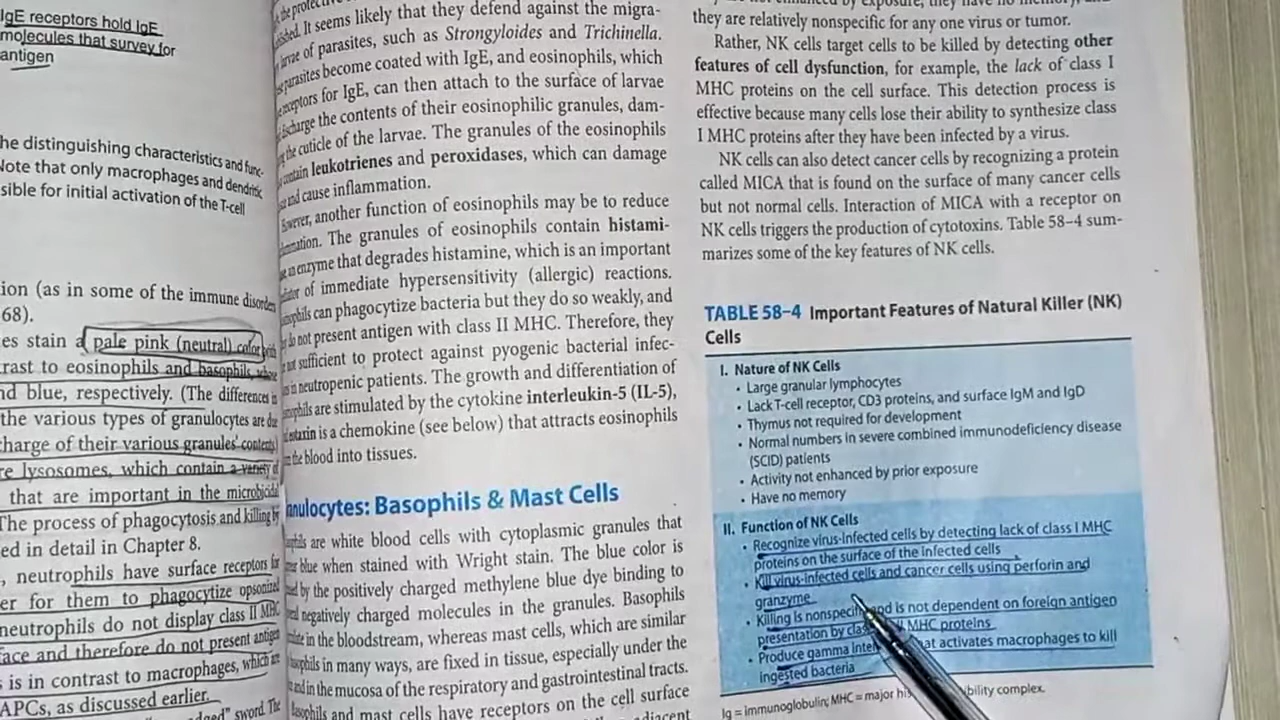 IgE receptors hold IgE
molecules that survey for
antigen
he distinguishing characteristics and func-
Note that only macrophages and dendritic
sible for initial activation of the T-cell
ion (as in some of the immune disorders
68).
es stain a pale pink (neutral) color
rast to eosinophils and basophils,
nd blue, respectively. (The differences in
the various types of granulocytes are due
charge of their various granules' contents)
re lysosomes, which contain a variety of
that are important in the microbicidal
The process of phagocytosis and killing by
ed in detail in Chapter 8.
, neutrophils have surface receptors for
er for them to phagocytize opsonized
neutrophils do not display class II MHC
face and therefore do not present antigen
s is in contrast to macrophages, which are
APCs, as discussed earlier.
sword. The
the protective
It seems likely that they defend against the migra-
larvae of parasites, such as Strongyloides and Trichinella.
parasites become coated with IgE, and eosinophils, which
receptors for IgE, can then attach to the surface of larvae
discharge the contents of their eosinophilic granules, dam-
the cuticle of the larvae. The granules of the eosinophils
contain leukotrienes and peroxidases, which can damage
and cause inflammation.
However, another function of eosinophils may be to reduce
The granules of eosinophils contain histami-
an enzyme that degrades histamine, which is an important
of immediate hypersensitivity (allergic) reactions.
can phagocytize bacteria but they do so weakly, and
do not present antigen with class II MHC. Therefore, they
not sufficient to protect against pyogenic bacterial infec-
in neutropenic patients. The growth and differentiation of
are stimulated by the cytokine interleukin-5 (IL-5),
is a chemokine (see below) that attracts eosinophils
the blood into tissues.
anulocytes: Basophils & Mast Cells
are white blood cells with cytoplasmic granules that
blue when stained with Wright stain. The blue color is
by the positively charged methylene blue dye binding to
negatively charged molecules in the granules. Basophils
in the bloodstream, whereas mast cells, which are similar
in many ways, are fixed in tissue, especially under the
and in the mucosa of the respiratory and gastrointestinal tracts.
and mast cells have receptors on the cell surface
adjacent
they are relatively nonspecific for any one virus or tumor.
Rather, NK cells target cells to be killed by detecting other
features of cell dysfunction, for example, the lack of class I
MHC proteins on the cell surface. This detection process is
effective because many cells lose their ability to synthesize class
I MHC proteins after they have been infected by a virus.
NK cells can also detect cancer cells by recognizing a protein
called MICA that is found on the surface of many cancer cells
but not normal cells. Interaction of MICA with a receptor on
NK cells triggers the production of cytotoxins. Table 58–4 sum-
marizes some of the key features of NK cells.
TABLE 58–4 Important Features of Natural Killer (NK)
Cells
I. Nature of NK Cells
• Large granular lymphocytes
• Lack T-cell receptor, CD3 proteins, and surface IgM and IgD
• Thymus not required for development
• Normal numbers in severe combined immunodeficiency disease
(SCID) patients
• Activity not enhanced by prior exposure
• Have no memory
II. Function of NK Cells
• Recognize virus-infected cells by detecting lack of class I MHC
proteins on the surface of the infected cells
• Kill virus-infected cells and cancer cells using perforin and
granzyme
• Killing is nonspecific and is not dependent on foreign antigen
presentation by class MHC proteins
• Produce gamma that activates macrophages to kill
ingested bacteria
Ig = immunoglobulin; MHC = major complex.